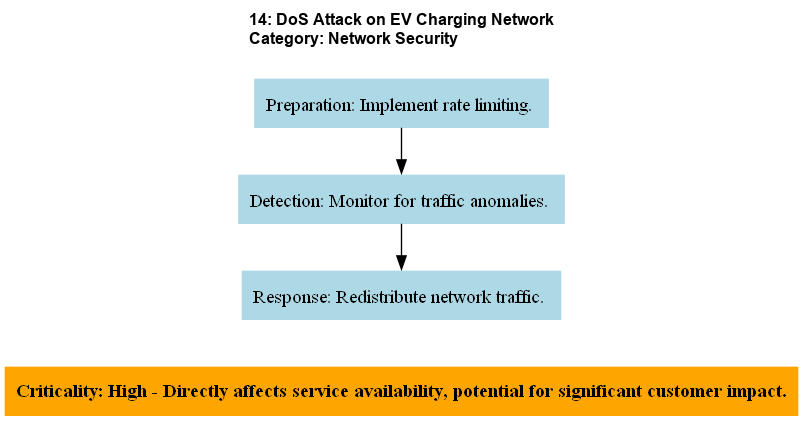 14: DoS Attack on EV Charging Network
Category: Network Security
Preparation: Implement rate limiting.
Detection: Monitor for traffic anomalies.
Response: Redistribute network traffic.
Criticality: High - Directly affects service availability, potential for significant customer impact.